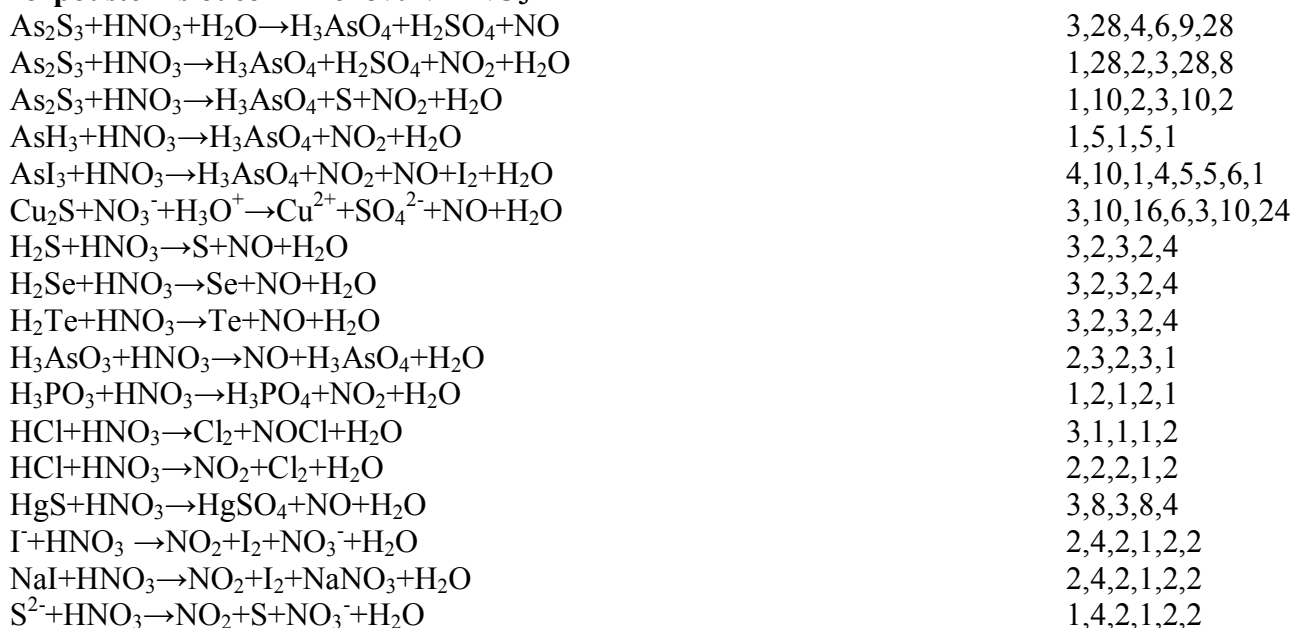 As₂S₃+HNO₃+H₂O→H₃AsO₄+H₂SO₄+NO 3,28,4,6,9,28
As₂S₃+HNO₃→H₃AsO₄+H₂SO₄+NO₂+H₂O 1,28,2,3,28,8
As₂S₃+HNO₃→H₃AsO₄+S+NO₂+H₂O 1,10,2,3,10,2
AsH₃+HNO₃→H₃AsO₄+NO₂+H₂O 1,5,1,5,1
AsI₃+HNO₃→H₃AsO₄+NO₂+NO+I₂+H₂O 4,10,1,4,5,5,6,1
Cu₂S+NO₃⁻+H₃O⁺→Cu²⁺+SO₄²⁻+NO+H₂O 3,10,16,6,3,10,24
H₂S+HNO₃→S+NO+H₂O 3,2,3,2,4
H₂Se+HNO₃→Se+NO+H₂O 3,2,3,2,4
H₂Te+HNO₃→Te+NO+H₂O 3,2,3,2,4
H₃AsO₃+HNO₃→NO+H₃AsO₄+H₂O 2,3,2,3,1
H₃PO₃+HNO₃→H₃PO₄+NO₂+H₂O 1,2,1,2,1
HCl+HNO₃→Cl₂+NOCl+H₂O 3,1,1,1,2
HCl+HNO₃→NO₂+Cl₂+H₂O 2,2,2,1,2
HgS+HNO₃→HgSO₄+NO+H₂O 3,8,3,8,4
I⁻+HNO₃ →NO₂+I₂+NO₃⁻+H₂O 2,4,2,1,2,2
NaI+HNO₃→NO₂+I₂+NaNO₃+H₂O 2,4,2,1,2,2
S²⁻+HNO₃→NO₂+S+NO₃⁻+H₂O 1,4,2,1,2,2